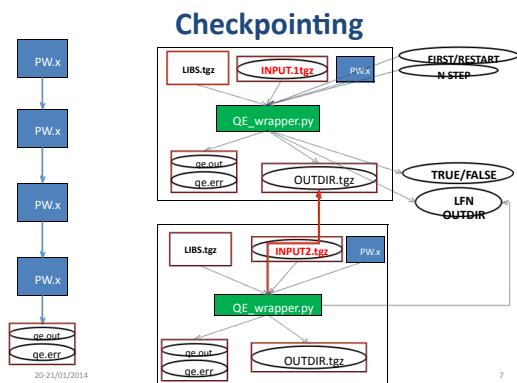 Checkpointing
PW.x
PW.x
PW.x
PW.x
qe.out
qe.err
LIBS.tgz
INPUT.1tgz
PW.x
FIRST/RESTART
N STEP
QE_wrapper.py
qe.out
qe.err
OUTDIR.tgz
TRUE/FALSE
LFN
OUTDIR
LIBS.tgz
INPUT2.tgz
PW.x
QE_wrapper.py
qe.out
qe.err
OUTDIR.tgz
20-21/01/2014
7